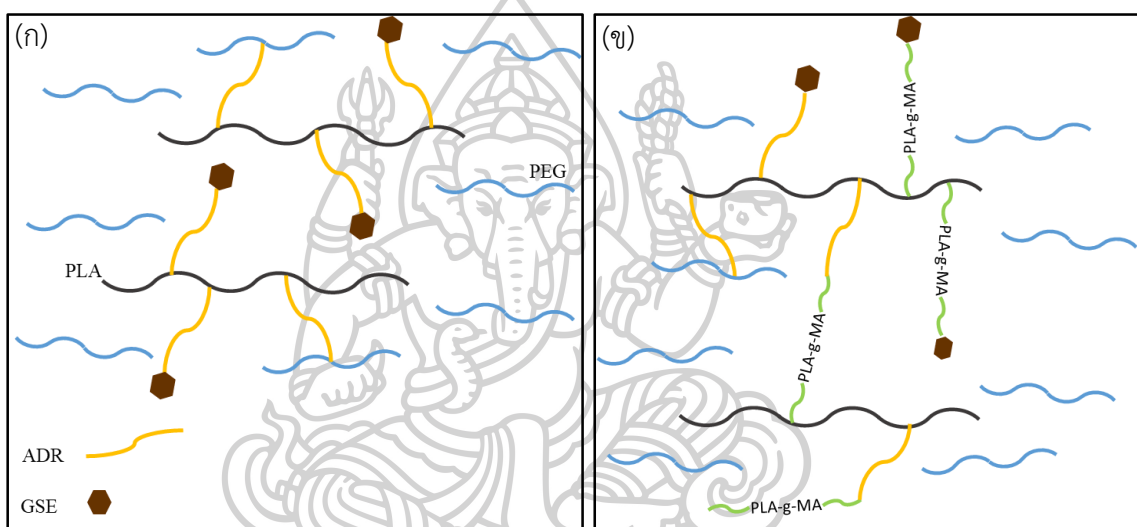 (ก)
PEG
PLA
ADR
GSE
(ข)
PLA-g-MA
PLA-g-MA
PLA-g-MA
PLA-g-MA